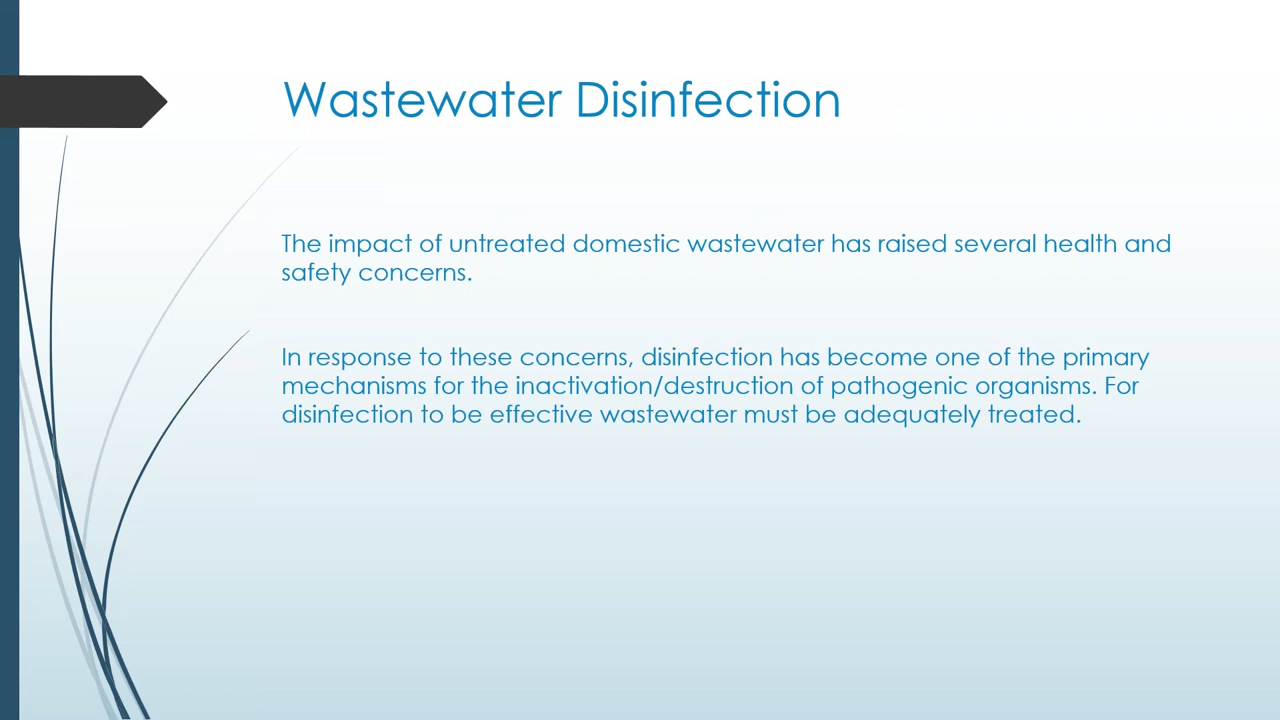 Wastewater Disinfection
The impact of untreated domestic wastewater has raised several health and
safety concerns.
In response to these concerns, disinfection has become one of the primary
mechanisms for the inactivation/destruction of pathogenic organisms. For
disinfection to be effective wastewater must be adequately treated.